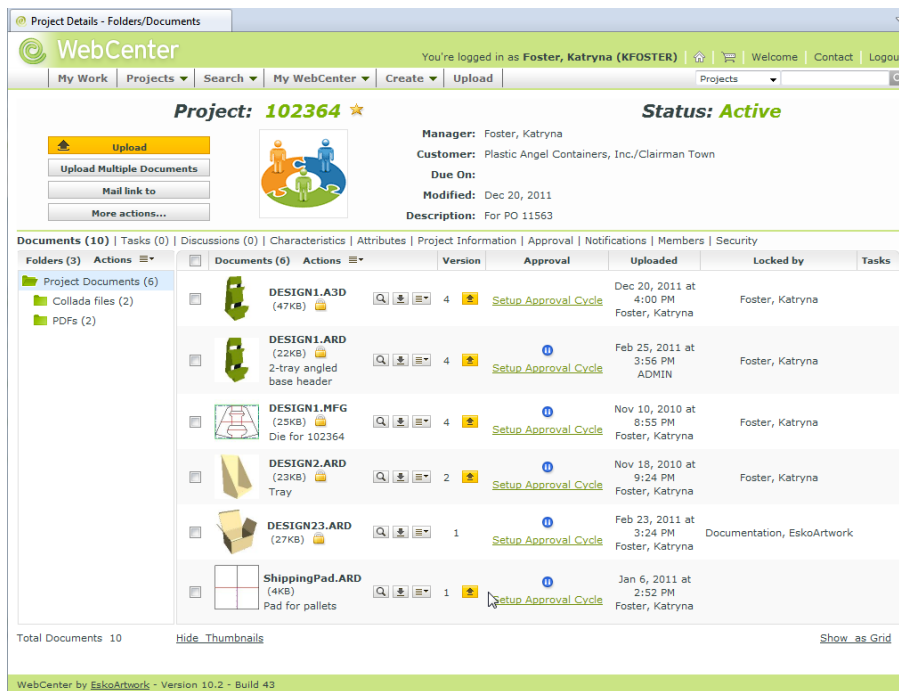 Project Details - Folders/Documents
WebCenter
You're logged in as Foster, Katryna (KFOSTER) | Welcome | Contact | Logou
My Work | Projects | Search | My WebCenter | Create | Upload
Projects
Project: 102364
Status: Active
Upload
Upload Multiple Documents
Mail link to
More actions...
Manager: Foster, Katryna
Customer: Plastic Angel Containers, Inc./Clairman Town
Due On:
Modified: Dec 20, 2011
Description: For PO 11563
Documents (10) | Tasks (0) | Discussions (0) | Characteristics | Attributes | Project Information | Approval | Notifications | Members | Security
Folders (3) Actions
Project Documents (6)
Collada files (2)
PDFs (2)
Documents (6) Actions Version Approval Uploaded Locked by Tasks
DESIGN1.A3D
(47KB)
4
Setup Approval Cycle
Dec 20, 2011 at
4:00 PM
Foster, Katryna
Foster, Katryna
DESIGN1.ARD
(22KB)
2-tray angled
base header
4
Setup Approval Cycle
Feb 25, 2011 at
3:56 PM
ADMIN
Foster, Katryna
DESIGN1.MFG
(25KB)
Die for 102364
4
Setup Approval Cycle
Nov 10, 2010 at
8:55 PM
Foster, Katryna
Foster, Katryna
DESIGN2.ARD
(23KB)
Tray
2
Setup Approval Cycle
Nov 18, 2010 at
9:24 PM
Foster, Katryna
Foster, Katryna
DESIGN23.ARD
(27KB)
1
Setup Approval Cycle
Feb 23, 2011 at
3:24 PM
Foster, Katryna
Documentation, EskoArtwork
ShippingPad.ARD
(4KB)
Pad for pallets
1
Setup Approval Cycle
Jan 6, 2011 at
2:52 PM
Foster, Katryna
Total Documents 10
Hide Thumbnails
Show as Grid
WebCenter by EskoArtwork - Version 10.2 - Build 43